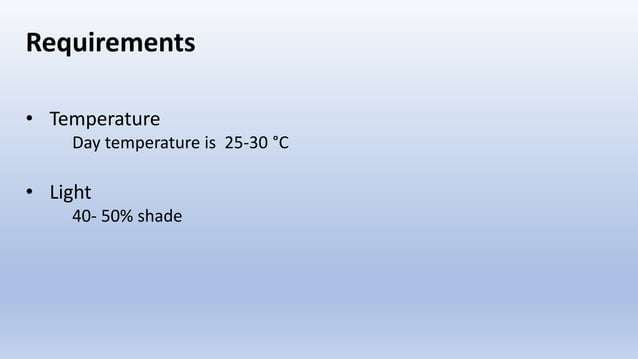 Requirements
• Temperature
Day temperature is  25-30 °C
• Light
40- 50% shade